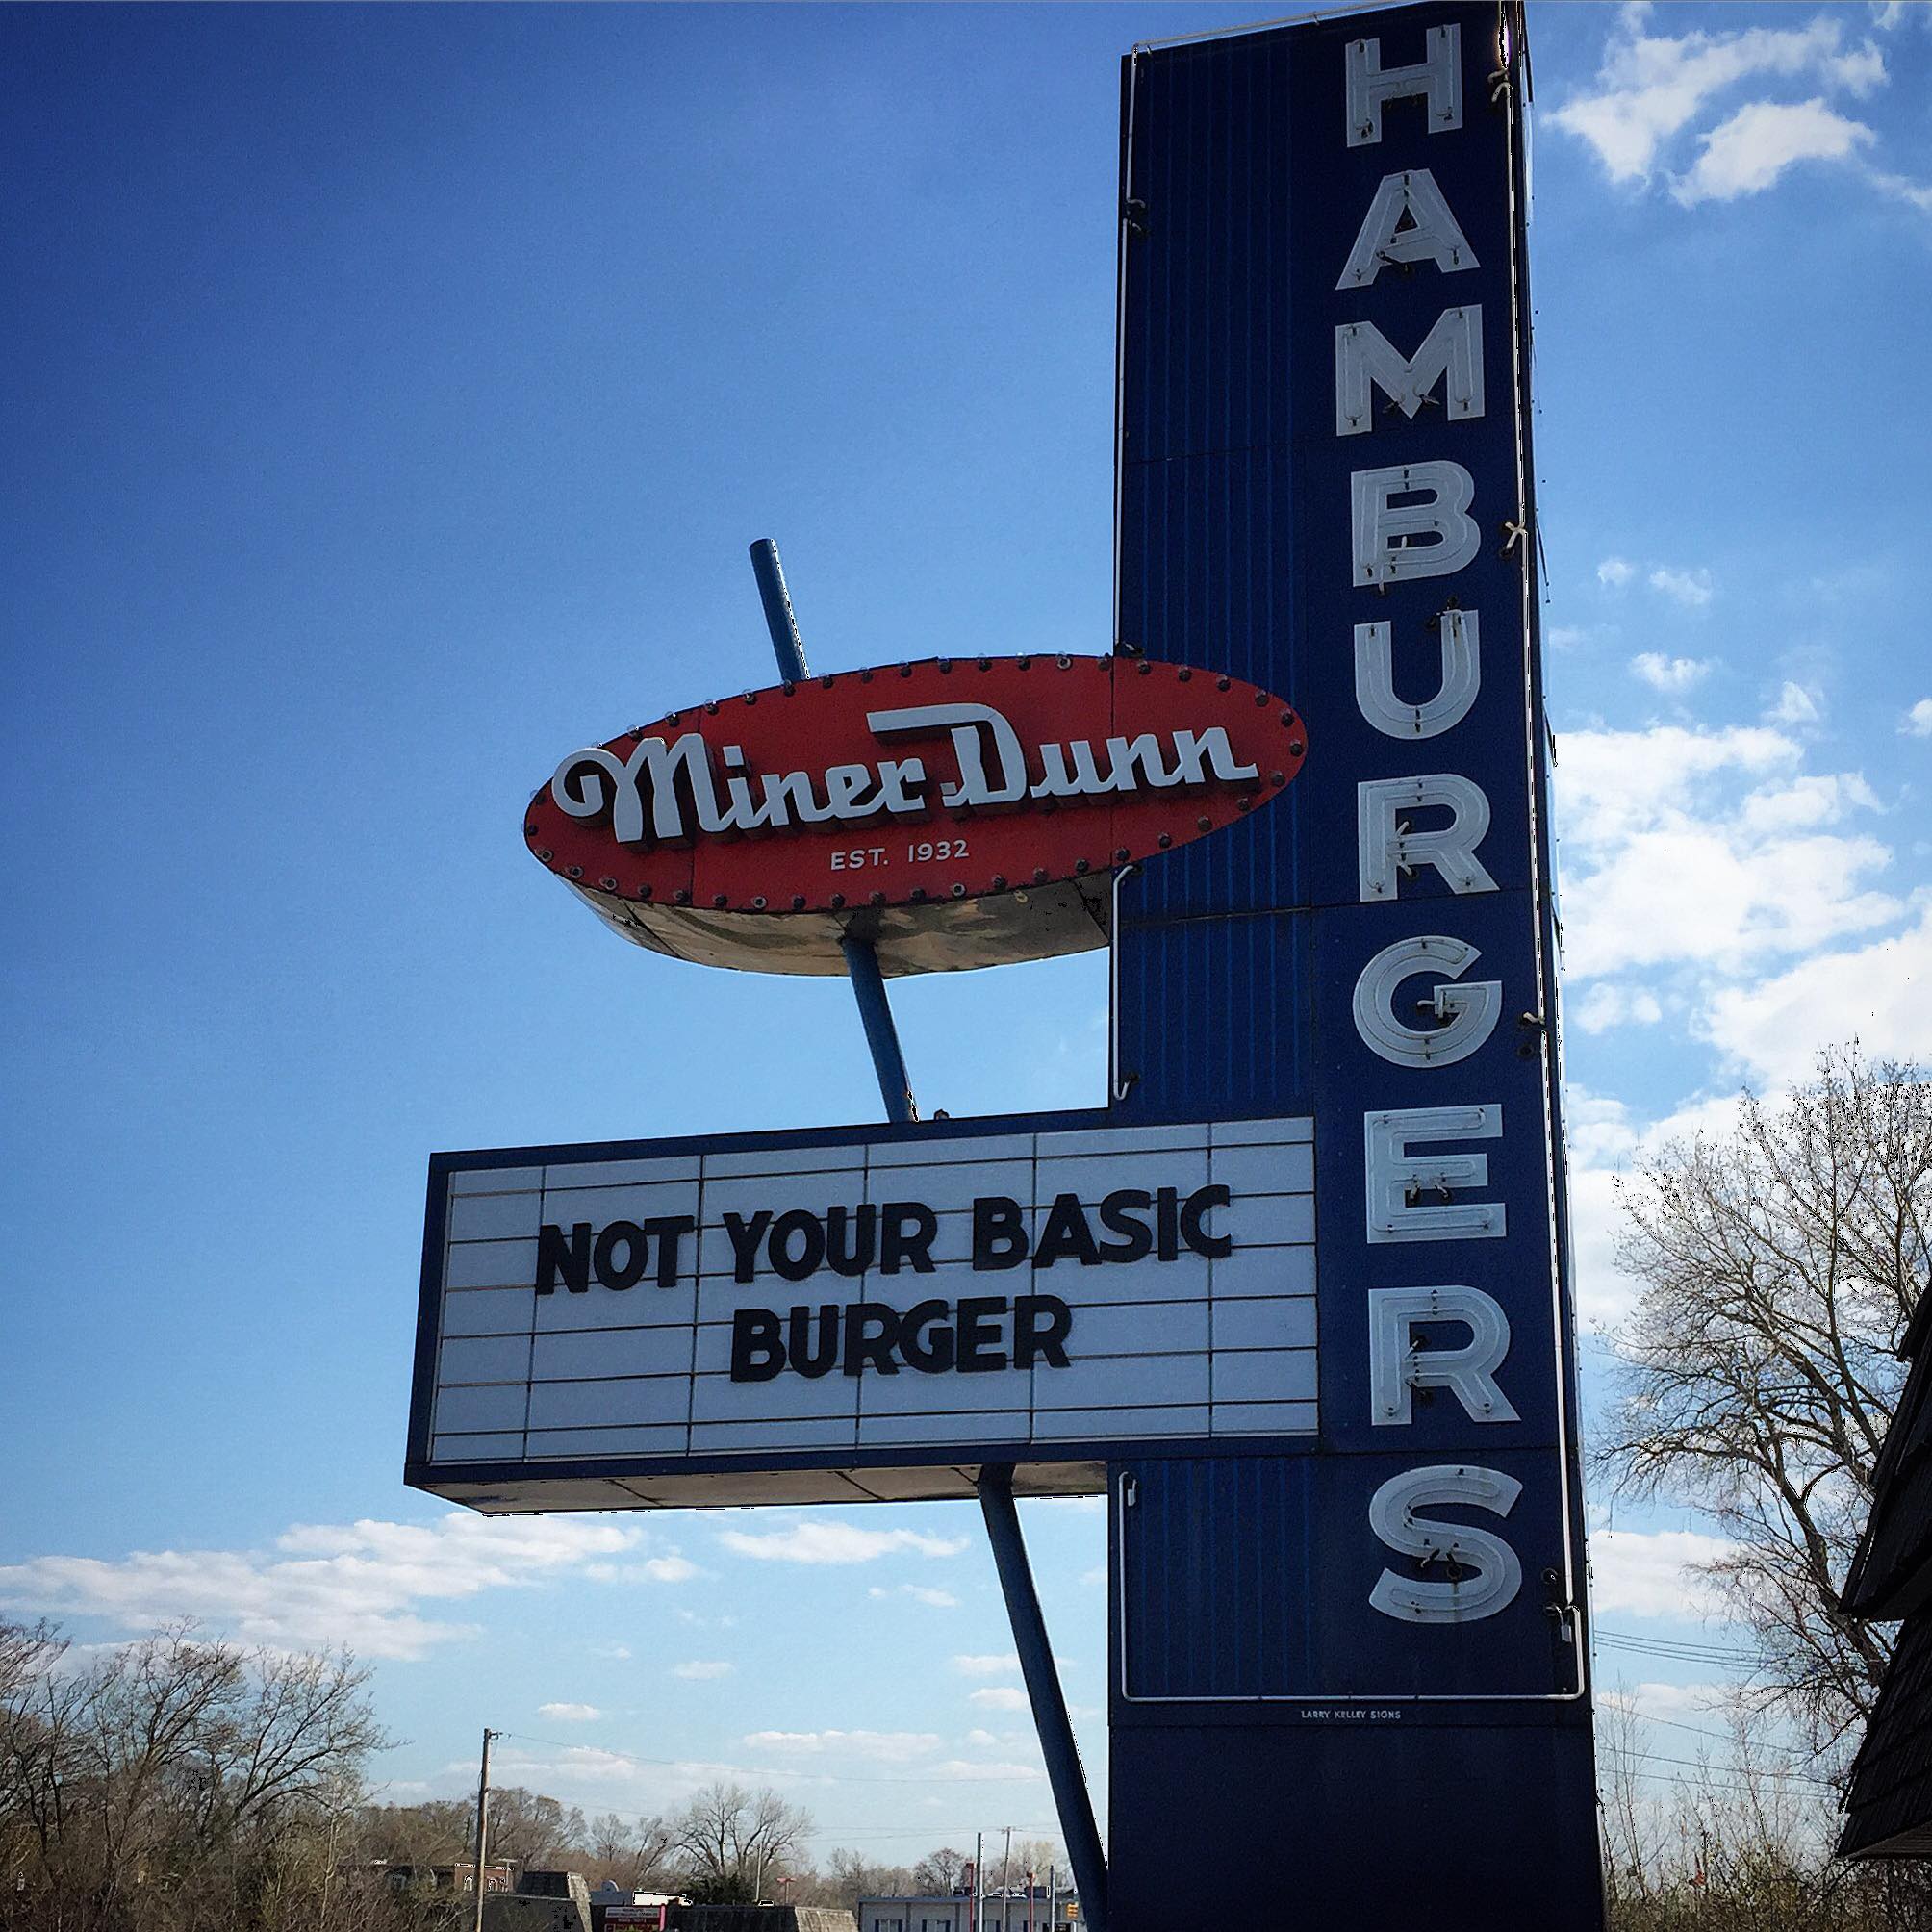 HAMBURGERS
Miner Dunn
EST. 1932
NOT YOUR BASIC
BURGER
LARRY KELLEY SIGNS